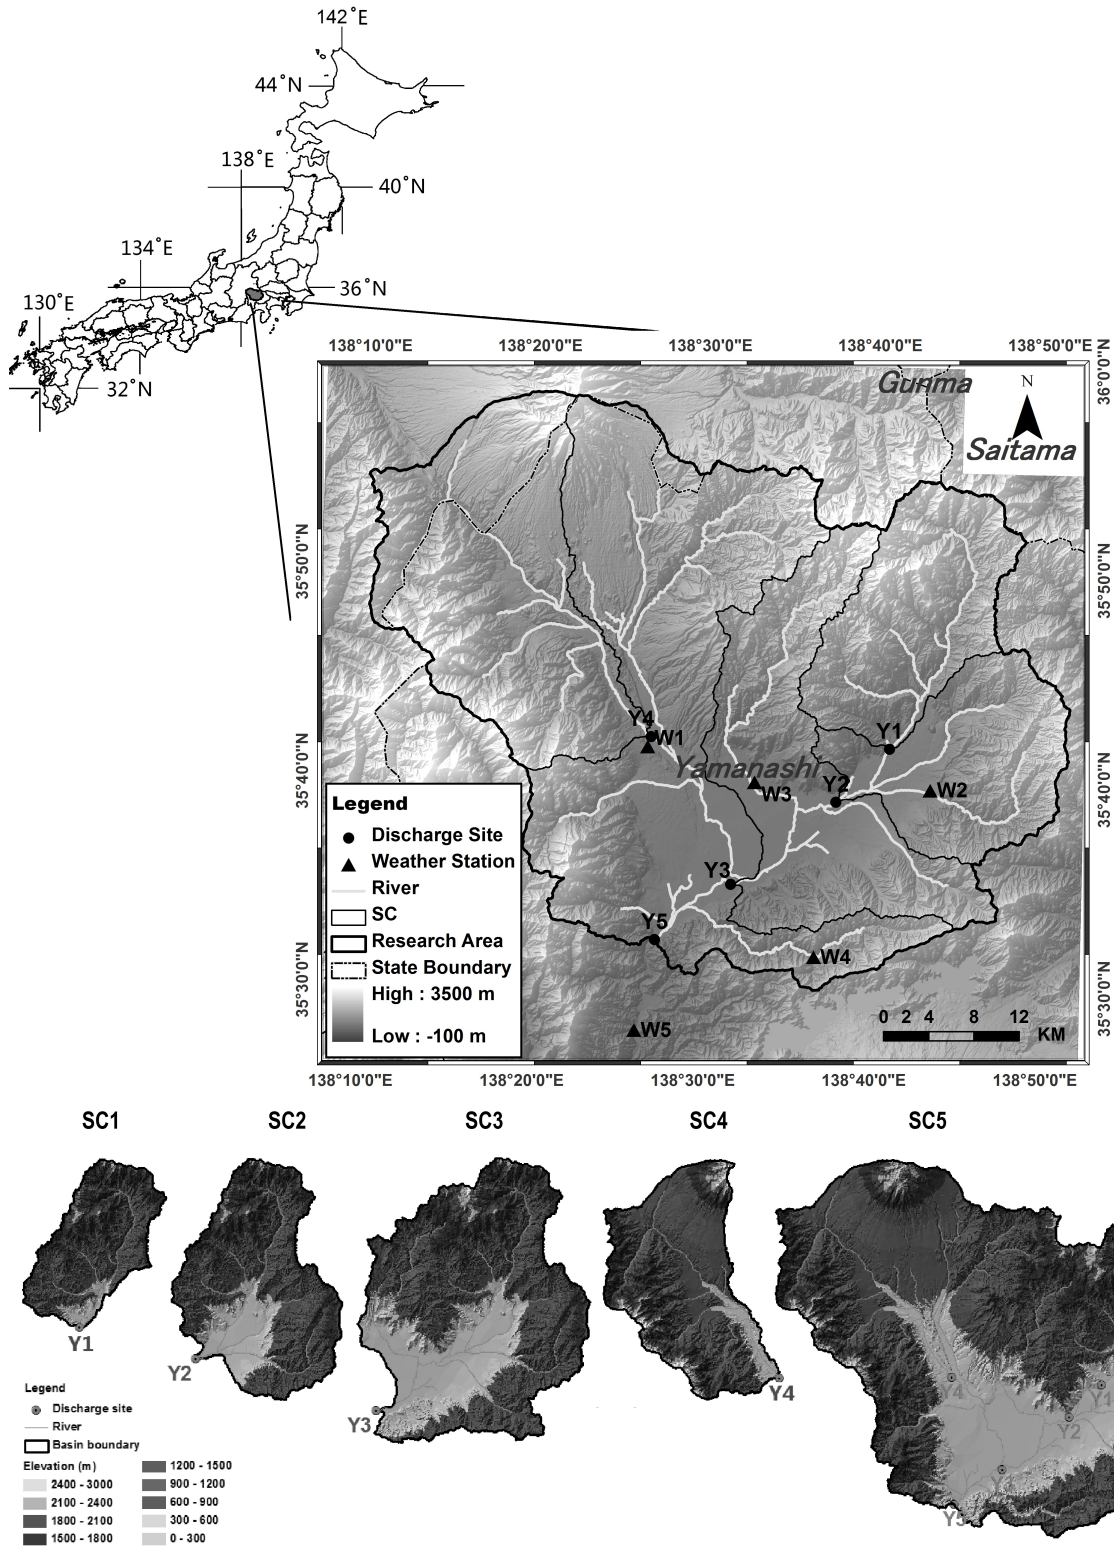 142°E
44°N
138°E
40°N
134°E
36°N
130°E
32°N
138°10'0"E 138°20'0"E 138°30'0"E 138°40'0"E 138°50'0"E
36°0'0"N
Gunma
N
Saitama
35°50'0"N
35°50'0"N
Y4
W1
Y1
Yamanashi
35°40'0"N
35°40'0"N
W3
Y2
W2
Legend
Discharge Site
Weather Station
River
SC
Research Area
State Boundary
High : 3500 m
Low : -100 m
Y3
Y5
W4
W5
35°30'0"N
35°30'0"N
0 2 4 8 12
KM
138°10'0"E 138°20'0"E 138°30'0"E 138°40'0"E 138°50'0"E
SC1 SC2 SC3 SC4 SC5
Y1
Y2
Y3
Y4
Y4
Y1
Y2
Y3
Y5
Legend
Discharge site
River
Basin boundary
Elevation (m)
2400 - 3000
2100 - 2400
1800 - 2100
1500 - 1800
1200 - 1500
900 - 1200
600 - 900
300 - 600
0 - 300